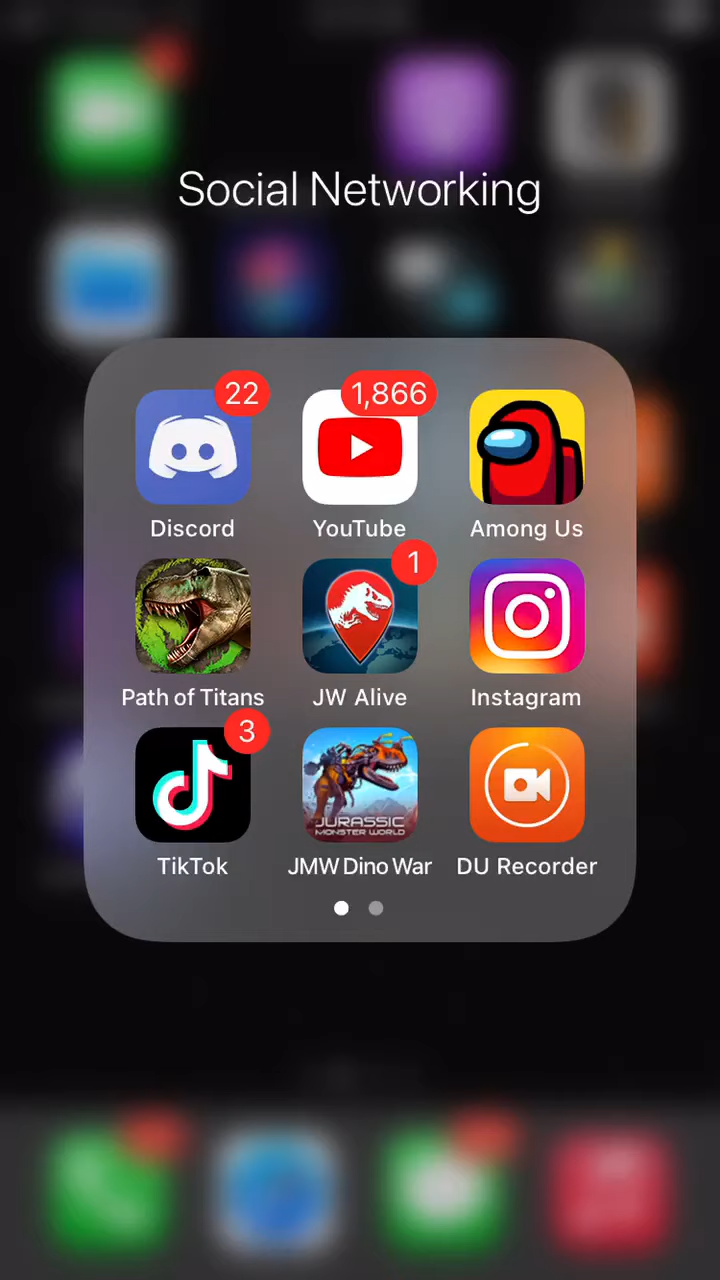 Social Networking
22
1,866
Discord
YouTube
Among Us
1
Path of Titans
JW Alive
Instagram
3
JURASSIC
MONSTER WORLD
TikTok
JMW Dino War
DU Recorder